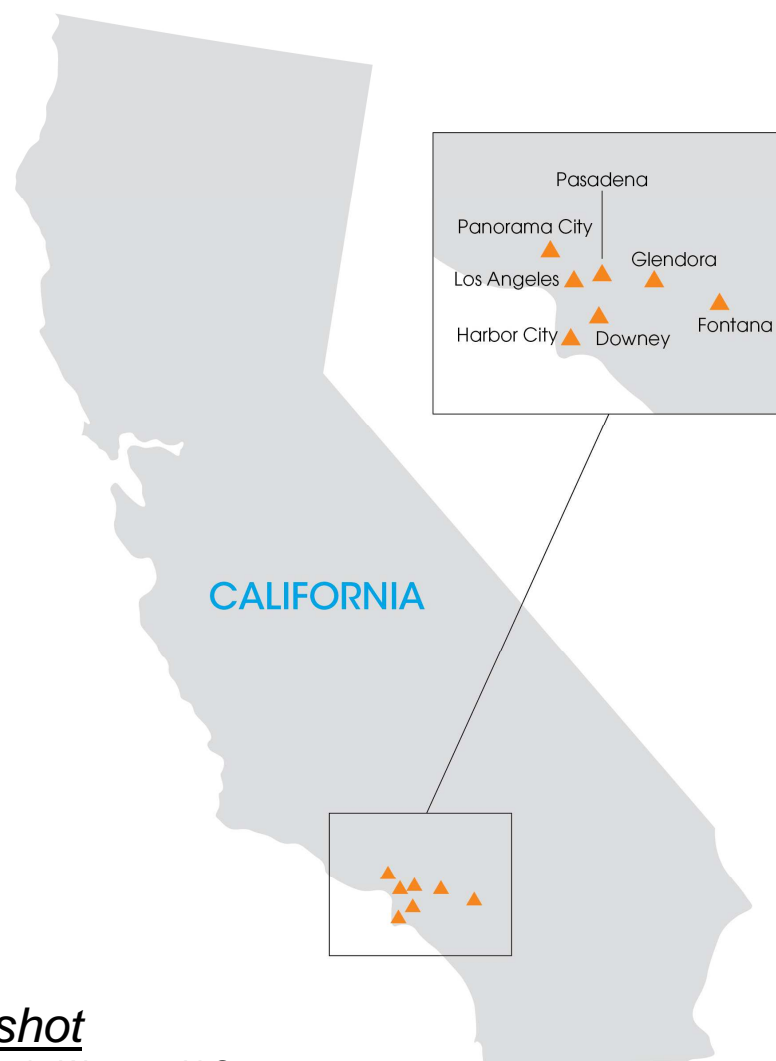 Pasadena
Panorama City
Glendora
Los Angeles
Fontana
Harbor City
Downey
CALIFORNIA
shot